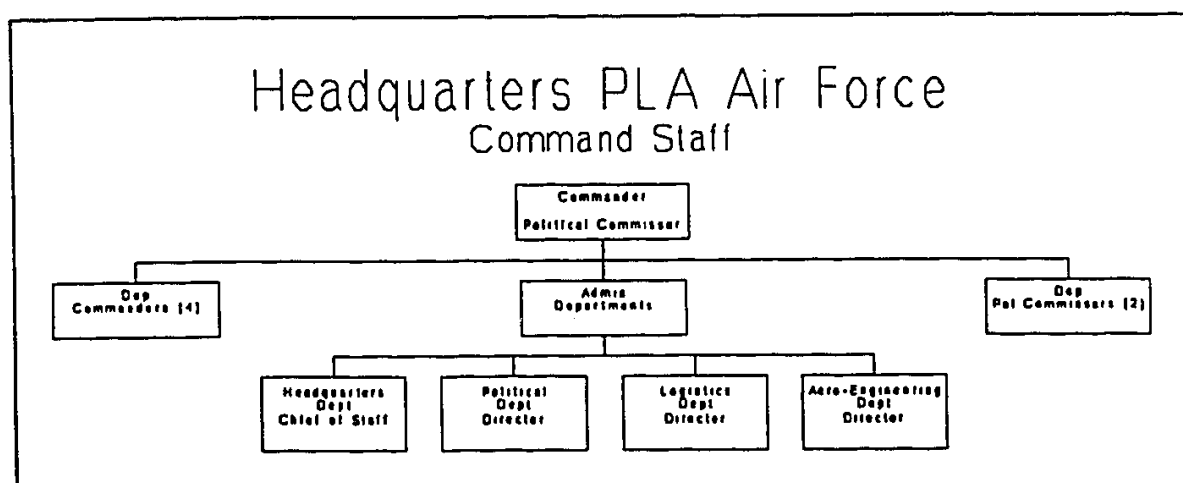 Headquarters PLA Air Force
Command Staff
Commander
Political Commissar
Dep
Commanders [4]
Admin
Departments
Dep
Pol Commissars [2]
Headquarters
Dept
Chief of Staff
Political
Dept
Director
Logistics
Dept
Director
Aero-Engineering
Dept
Director